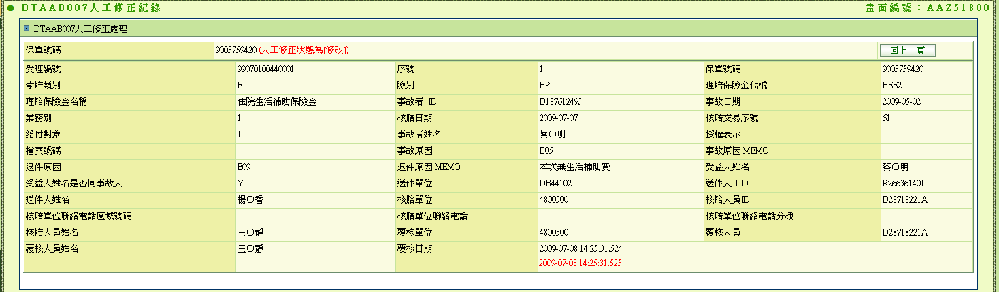 DTAAB007人工修正紀錄 畫面編號：AAZ51800
DTAAB007人工修正處理
保單號碼 9003759420 (人工修正狀態為[修改]) 回上一頁
受理編號 99070100440001 序號 1 保單號碼 9003759420
索賠類別 E 險別 BP 理賠保險金代號 BEE2
理賠保險金名稱 住院生活補助保險金 事故者_ID D18761249J 事故日期 2009-05-02
業務別 1 核賠日期 2009-07-07 核賠交易序號 61
給付對象 I 事故者姓名 蔡○明 授權表示
檔案號碼 事故原因 B05 事故原因 MEMO
退件原因 E09 退件原因 MEMO 本次無生活補助費 受益人姓名 蔡○明
受益人姓名是否同事故人 Y 送件單位 DB44102 送件人ＩＤ R26636140J
送件人姓名 楊○香 核賠單位 4800300 核賠人員ID D28718221A
核賠單位聯絡電話區域號碼 核賠單位聯絡電話 核賠單位聯絡電話分機
核賠人員姓名 王○靜 覆核單位 4800300 覆核人員 D28718221A
覆核人員姓名 王○靜 覆核日期 2009-07-08 14:25:31.524
2009-07-08 14:25:31.525